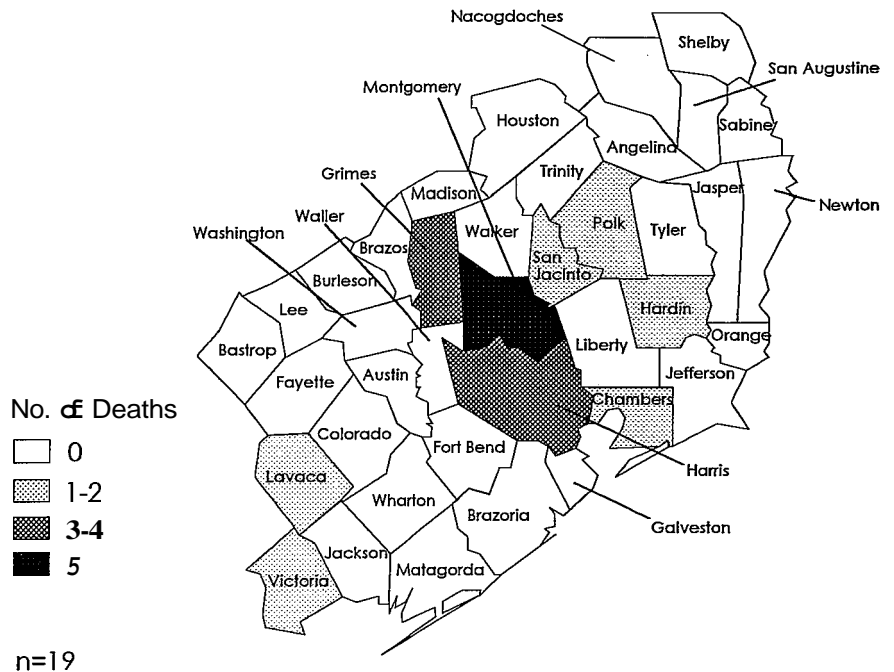 Nacogdoches
Shelby
San Augustine
Montgomery
Houston
Sabine
Angelina
Trinity
Grimes
Madison
Jasper
Newton
Waller
Polk
Tyler
Washington
Brazos
Walker
San
Jacinto
Burleson
Lee
Hardin
Bastrop
Liberty
Orange
Fayette
Austin
Jefferson
Chambers
No. of Deaths
0
1-2
3-4
5
Colorado
Fort Bend
Lavaca
Harris
Wharton
Brazoria
Galveston
Jackson
Matagorda
Victoria
n=19